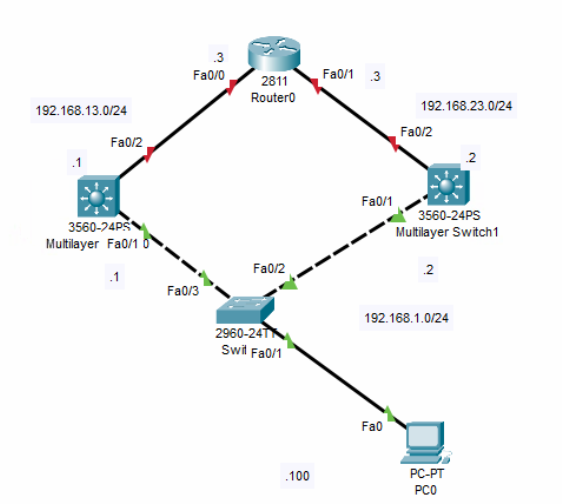 .3
Fa0/0
Fa0/1
.3
2811
Router0
192.168.13.0/24
192.168.23.0/24
Fa0/2
Fa0/2
.1
.2
3560-24PS
Multilayer Fa0/1 0
Fa0/1
3560-24PS
Multilayer Switch1
.1
Fa0/2
.2
Fa0/3
192.168.1.0/24
2960-24TT
Swit Fa0/1
Fa0
PC-PT
PC0
.100